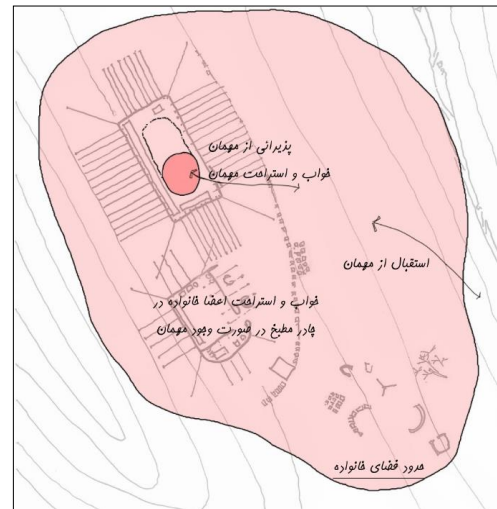 پذیرانی از مهمان
خواب و استراحت مهمان
استقبال از مهمان
خواب و استراحت اعضا خانواده در
چادر مطبخ در صورت وجود مهمان
حدود فضای خانواده